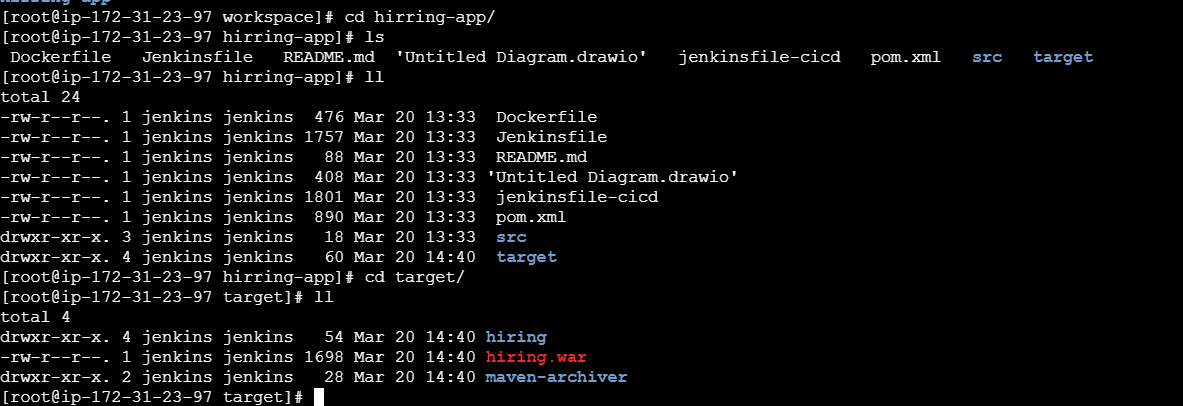 hirring-app
[root@ip-172-31-23-97 workspace]# cd hirring-app/
[root@ip-172-31-23-97 hirring-app]# ls
Dockerfile Jenkinsfile README.md 'Untitled Diagram.drawio' jenkinsfile-cicd pom.xml src target
[root@ip-172-31-23-97 hirring-app]# ll
total 24
-rw-r--r--. 1 jenkins jenkins 476 Mar 20 13:33 Dockerfile
-rw-r--r--. 1 jenkins jenkins 1757 Mar 20 13:33 Jenkinsfile
-rw-r--r--. 1 jenkins jenkins 88 Mar 20 13:33 README.md
-rw-r--r--. 1 jenkins jenkins 408 Mar 20 13:33 'Untitled Diagram.drawio'
-rw-r--r--. 1 jenkins jenkins 1801 Mar 20 13:33 jenkinsfile-cicd
-rw-r--r--. 1 jenkins jenkins 890 Mar 20 13:33 pom.xml
drwxr-xr-x. 3 jenkins jenkins 18 Mar 20 13:33 src
drwxr-xr-x. 4 jenkins jenkins 60 Mar 20 14:40 target
[root@ip-172-31-23-97 hirring-app]# cd target/
[root@ip-172-31-23-97 target]# ll
total 4
drwxr-xr-x. 4 jenkins jenkins 54 Mar 20 14:40 hiring
-rw-r--r--. 1 jenkins jenkins 1698 Mar 20 14:40 hiring.war
drwxr-xr-x. 2 jenkins jenkins 28 Mar 20 14:40 maven-archiver
[root@ip-172-31-23-97 target]#